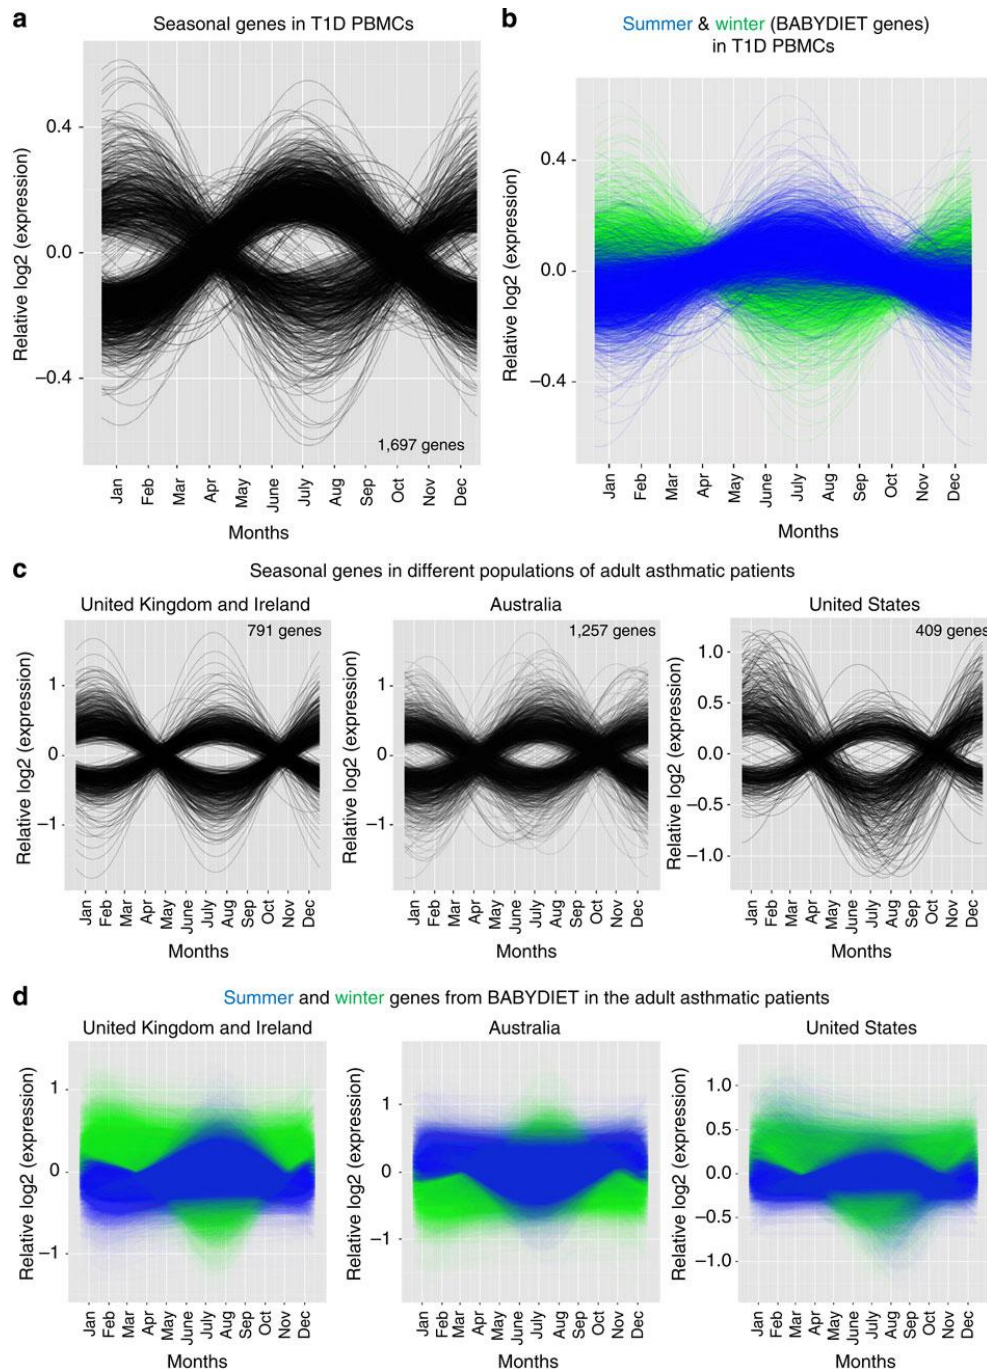 a
Seasonal genes in T1D PBMCs
Relative log2 (expression)
0.4
0.0
−0.4
1,697 genes
Jan Feb Mar Apr May June July Aug Sep Oct Nov Dec
Months
b
Summer & winter (BABYDIET genes)
in T1D PBMCs
Relative log2 (expression)
0.4
0.0
−0.4
Jan Feb Mar Apr May June July Aug Sep Oct Nov Dec
Months
c
Seasonal genes in different populations of adult asthmatic patients
United Kingdom and Ireland
791 genes
Relative log2 (expression)
1
0
−1
Jan Feb Mar Apr May June July Aug Sep Oct Nov Dec
Months
Australia
1,257 genes
Relative log2 (expression)
1
0
−1
Jan Feb Mar Apr May June July Aug Sep Oct Nov Dec
Months
United States
409 genes
Relative log2 (expression)
1.0
0.5
0.0
−0.5
−1.0
Jan Feb Mar Apr May June July Aug Sep Oct Nov Dec
Months
d
Summer and winter genes from BABYDIET in the adult asthmatic patients
United Kingdom and Ireland
Relative log2 (expression)
1
0
−1
Jan Feb Mar Apr May June July Aug Sep Oct Nov Dec
Months
Australia
Relative log2 (expression)
1
0
−1
Jan Feb Mar Apr May June July Aug Sep Oct Nov Dec
Months
United States
Relative log2 (expression)
1.0
0.5
0.0
−0.5
−1.0
Jan Feb Mar Apr May June July Aug Sep Oct Nov Dec
Months